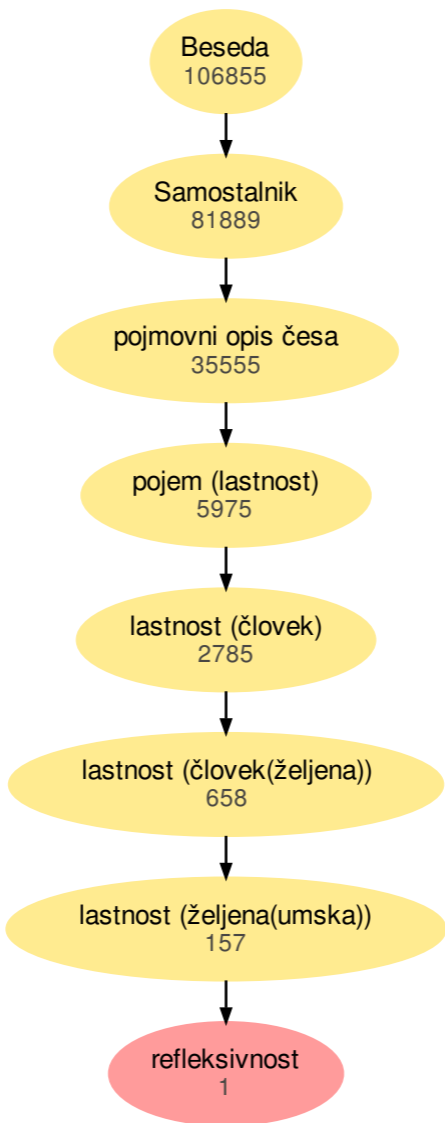 Beseda
106855
Samostalnik
81889
pojmovni opis česa
35555
pojem (lastnost)
5975
lastnost (človek)
2785
lastnost (človek(željena))
658
lastnost (željena(umska))
157
refleksivnost
1